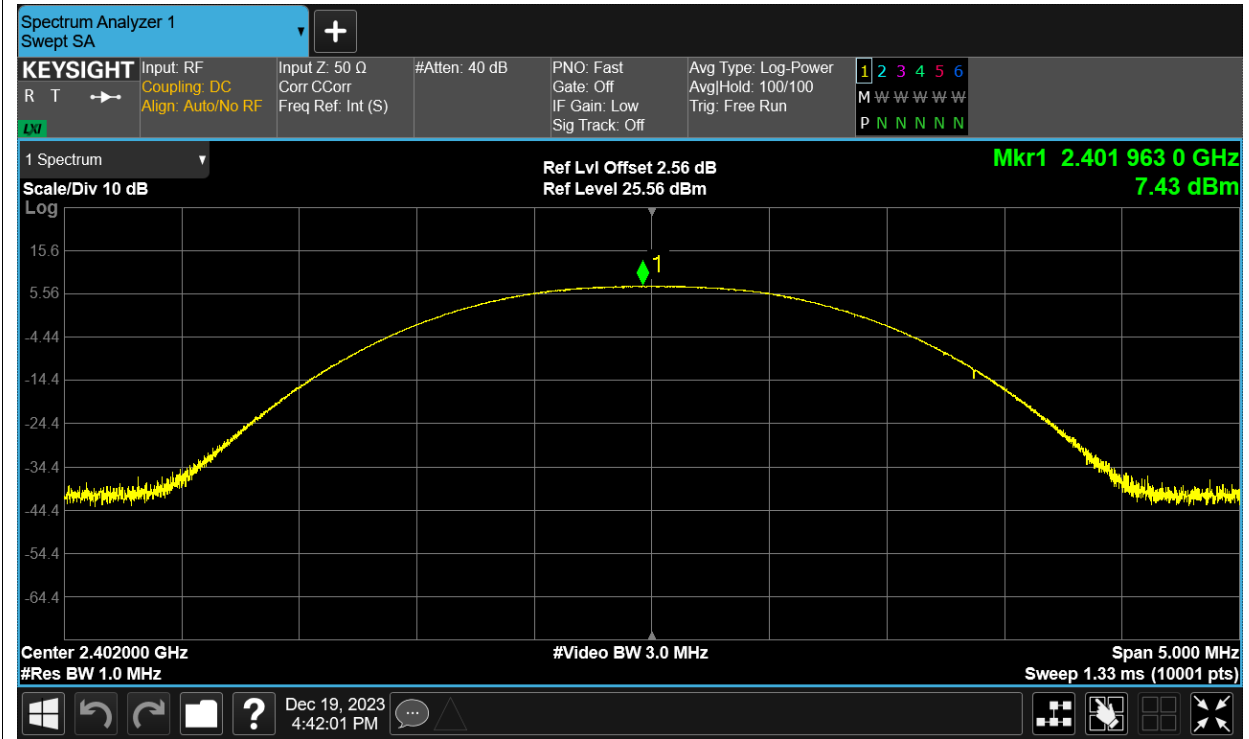 Spectrum Analyzer 1
Swept SA
KEYSIGHT
R T
LXI
Input: RF
Coupling: DC
Align: Auto/No RF
Input Z: 50 Ω
Corr CCorr
Freq Ref: Int (S)
#Atten: 40 dB
PNO: Fast
Gate: Off
IF Gain: Low
Sig Track: Off
Avg Type: Log-Power
Avg|Hold: 100/100
Trig: Free Run
1 2 3 4 5 6
M W W W W W
P N N N N N
1 Spectrum
Scale/Div 10 dB
Log
Ref Lvl Offset 2.56 dB
Ref Level 25.56 dBm
Mkr1 2.401 963 0 GHz
7.43 dBm
15.6
5.56
-4.44
-14.4
-24.4
-34.4
-44.4
-54.4
-64.4
1
Center 2.402000 GHz
#Res BW 1.0 MHz
#Video BW 3.0 MHz
Span 5.000 MHz
Sweep 1.33 ms (10001 pts)
?
Dec 19, 2023
4:42:01 PM